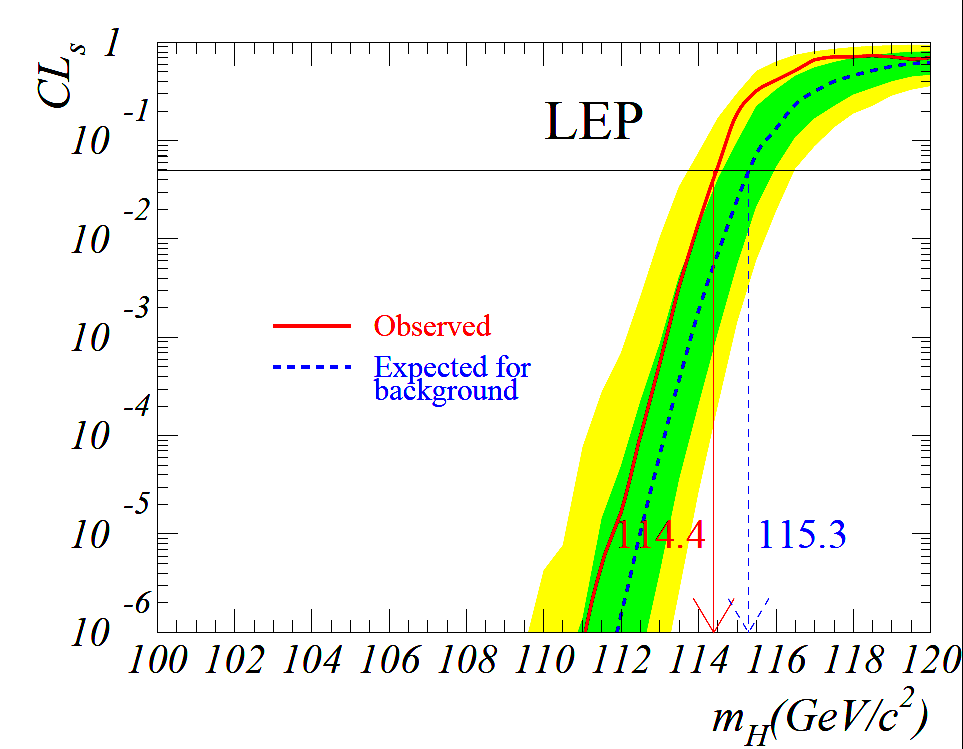 CLs
1
10-1
LEP
10-2
10-3
Observed
Expected for
background
10-4
10-5
114.4 115.3
10-6
100 102 104 106 108 110 112 114 116 118 120
mH(GeV/c2)